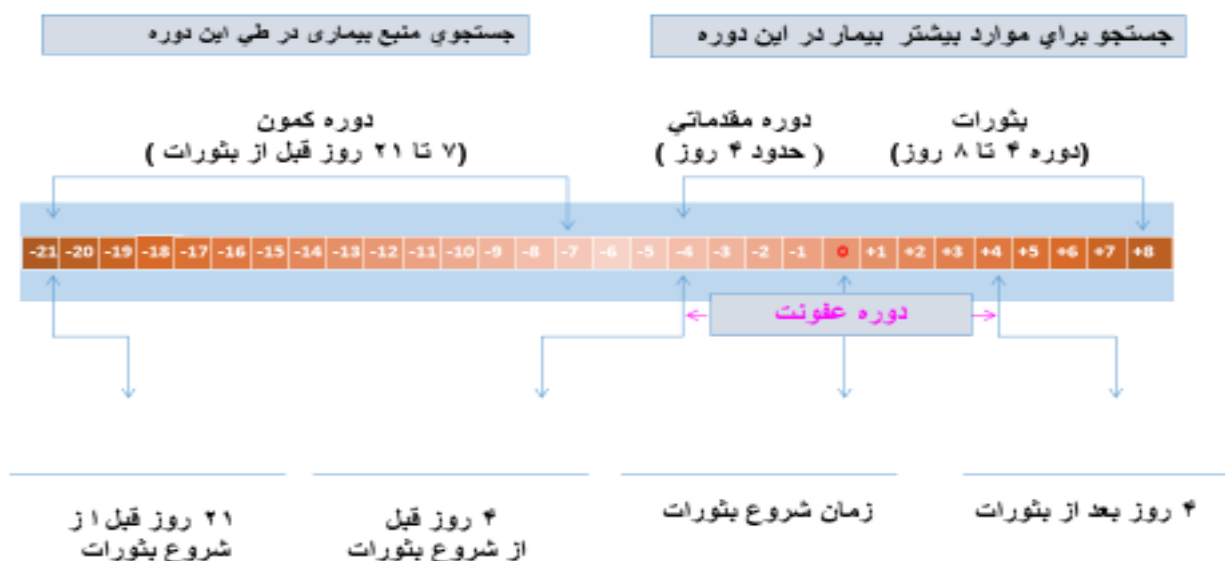 جستجو براي موارد بیشتر بیمار در این دوره
جستجوي منبع بیماری در طي این دوره
بثورات
(دوره ۴ تا ۸ روز)
دوره مقدماتي
( حدود ۴ روز )
دوره کمون
(۷ تا ۲۱ روز قبل از بثورات )
-21 -20 -19 -18 -17 -16 -15 -14 -13 -12 -11 -10 -9 -8 -7 -6 -5 -4 -3 -2 -1 0 +1 +2 +3 +4 +5 +6 +7 +8
دوره عفونت
۴ روز بعد از بثورات
زمان شروع بثورات
۴ روز قبل
از شروع بثورات
۲۱ روز قبل ا ز
شروع بثورات